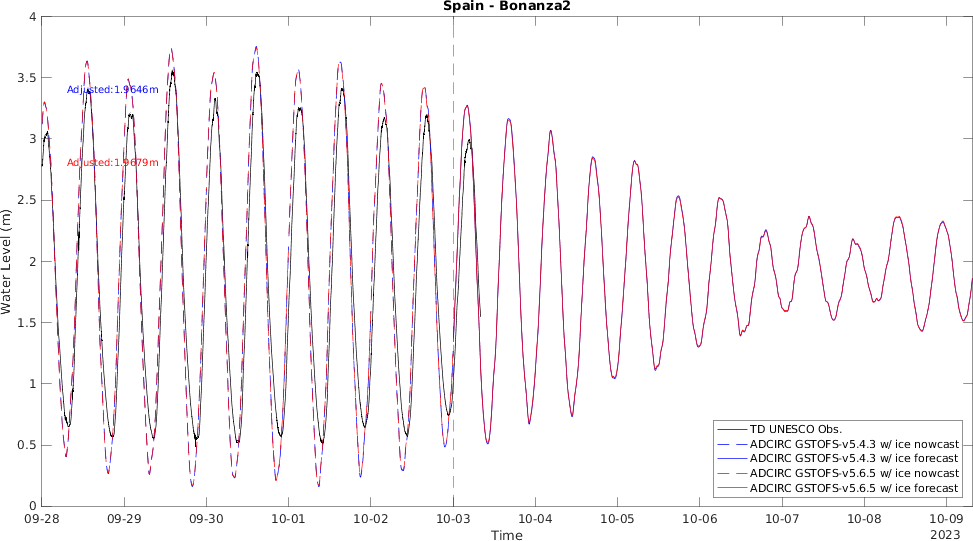 Spain - Bonanza2
4
3.5
3
2.5
2
1.5
1
0.5
0
Water Level (m)
Adjusted:1.9646m
Adjusted:1.9679m
TD UNESCO Obs.
ADCIRC GSTOFS-v5.4.3 w/ ice nowcast
ADCIRC GSTOFS-v5.4.3 w/ ice forecast
ADCIRC GSTOFS-v5.6.5 w/ ice nowcast
ADCIRC GSTOFS-v5.6.5 w/ ice forecast
09-28 09-29 09-30 10-01 10-02 10-03 10-04 10-05 10-06 10-07 10-08 10-09
2023
Time